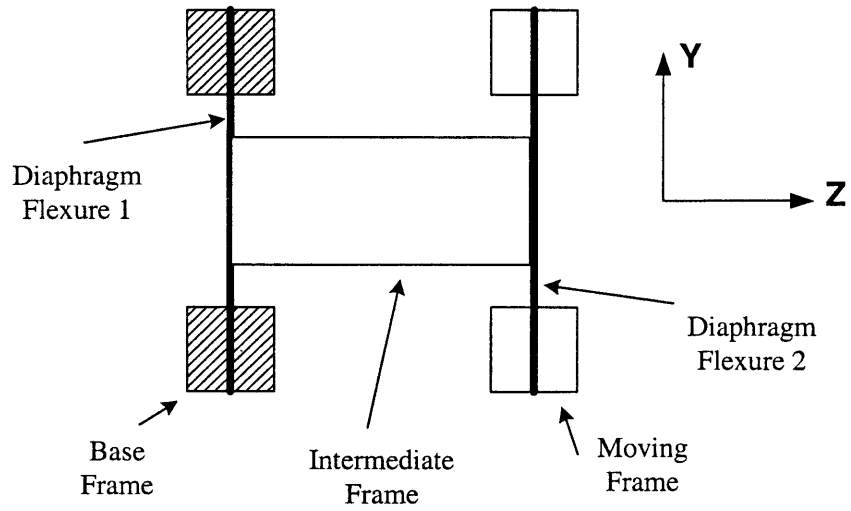 Y
Z
Diaphragm
Flexure 1
Diaphragm
Flexure 2
Base
Frame
Intermediate
Frame
Moving
Frame